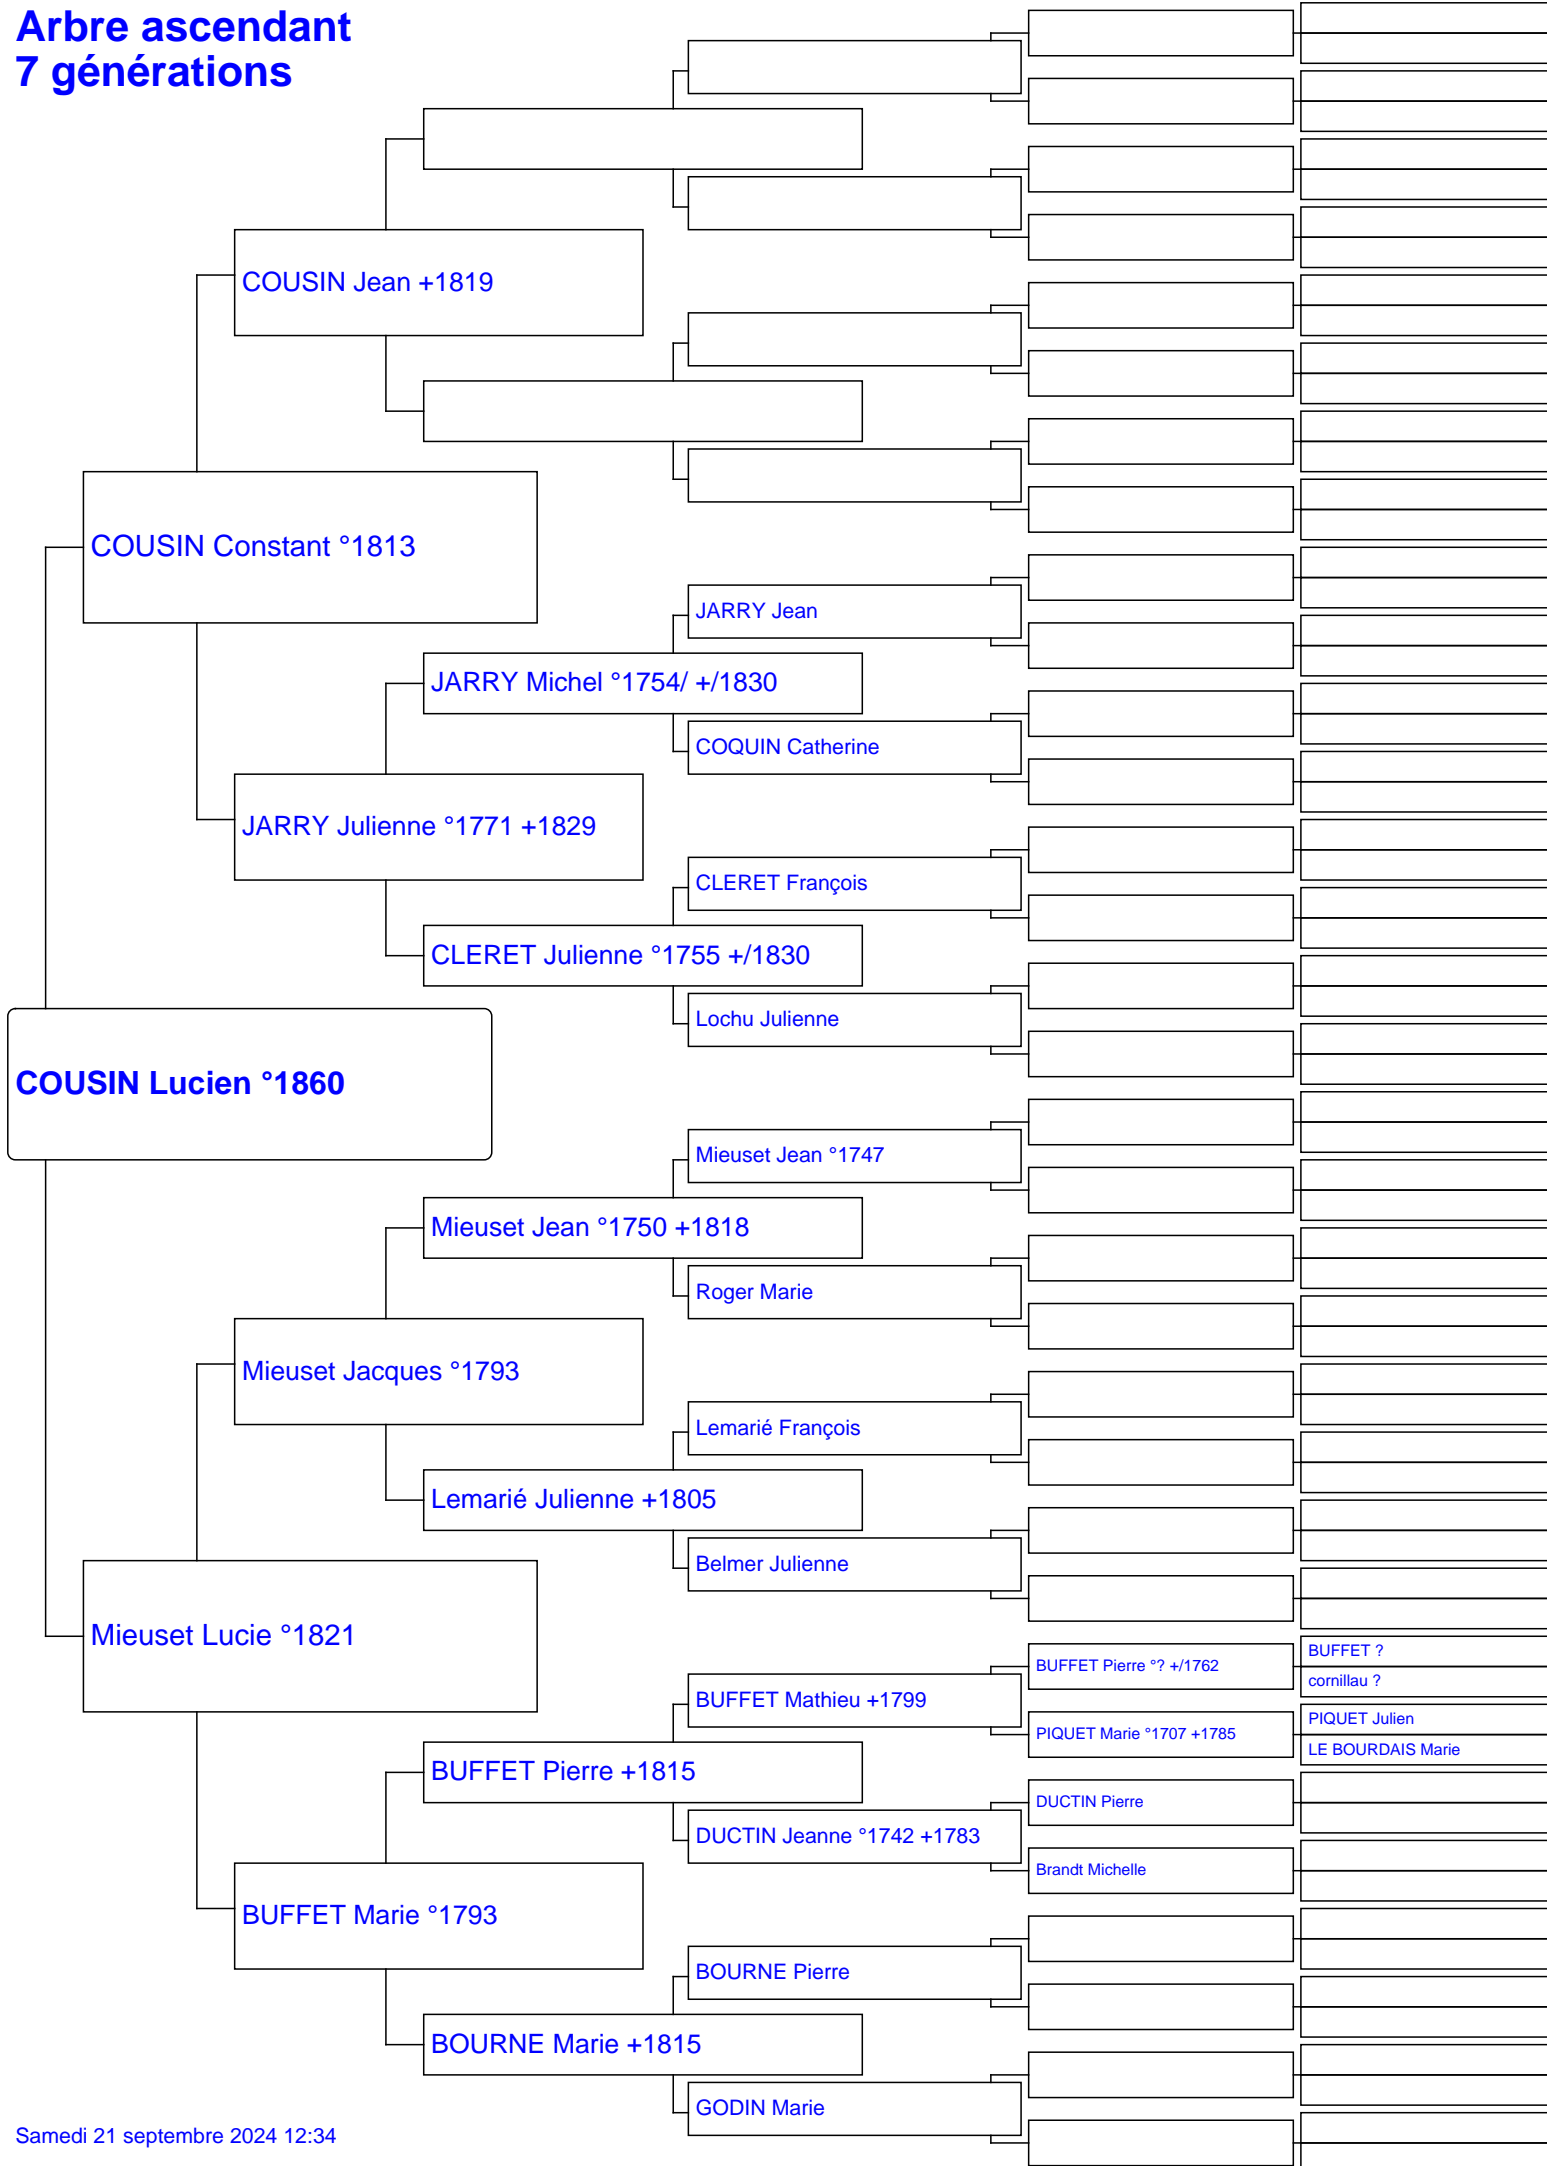 Arbre ascendant
7 générations
COUSIN Jean +1819
COUSIN Constant °1813
JARRY Jean
JARRY Michel °1754/ +/1830
COQUIN Catherine
JARRY Julienne °1771 +1829
CLERET François
CLERET Julienne °1755 +/1830
Lochu Julienne
COUSIN Lucien °1860
Mieuset Jean °1747
Mieuset Jean °1750 +1818
Roger Marie
Mieuset Jacques °1793
Lemarié François
Lemarié Julienne +1805
Belmer Julienne
Mieuset Lucie °1821
BUFFET ?
BUFFET Pierre °? +/1762
cornillau ?
BUFFET Mathieu +1799
PIQUET Julien
PIQUET Marie °1707 +1785
LE BOURDAIS Marie
BUFFET Pierre +1815
DUCTIN Pierre
DUCTIN Jeanne °1742 +1783
Brandt Michelle
BUFFET Marie °1793
BOURNE Pierre
BOURNE Marie +1815
GODIN Marie
Samedi 21 septembre 2024 12:34